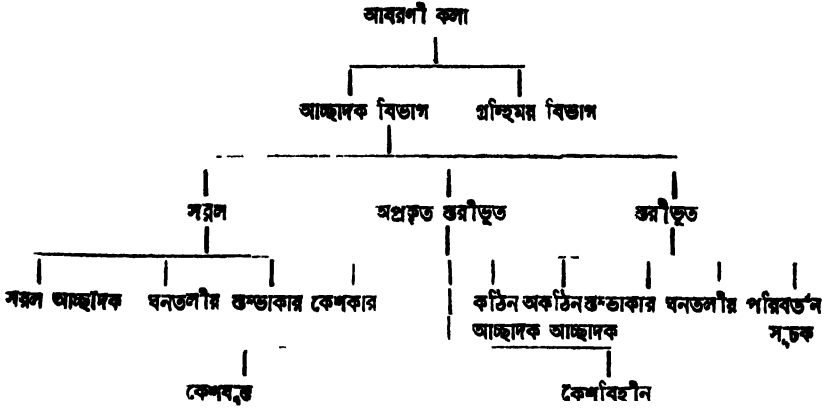 আবরণী কলা
আচ্ছাদক বিভাগ গ্রন্থিময় বিভাগ
সরল অপ্রকৃত স্তরীভূত স্তরীভূত
সরল আচ্ছাদক ঘনতলীয় স্তম্ভাকার কেশকার কঠিন অকঠিন স্তম্ভাকার ঘনতলীয় পরিবর্তন
আচ্ছাদক আচ্ছাদক সূচক
কেশযুক্ত কেশবিহীন